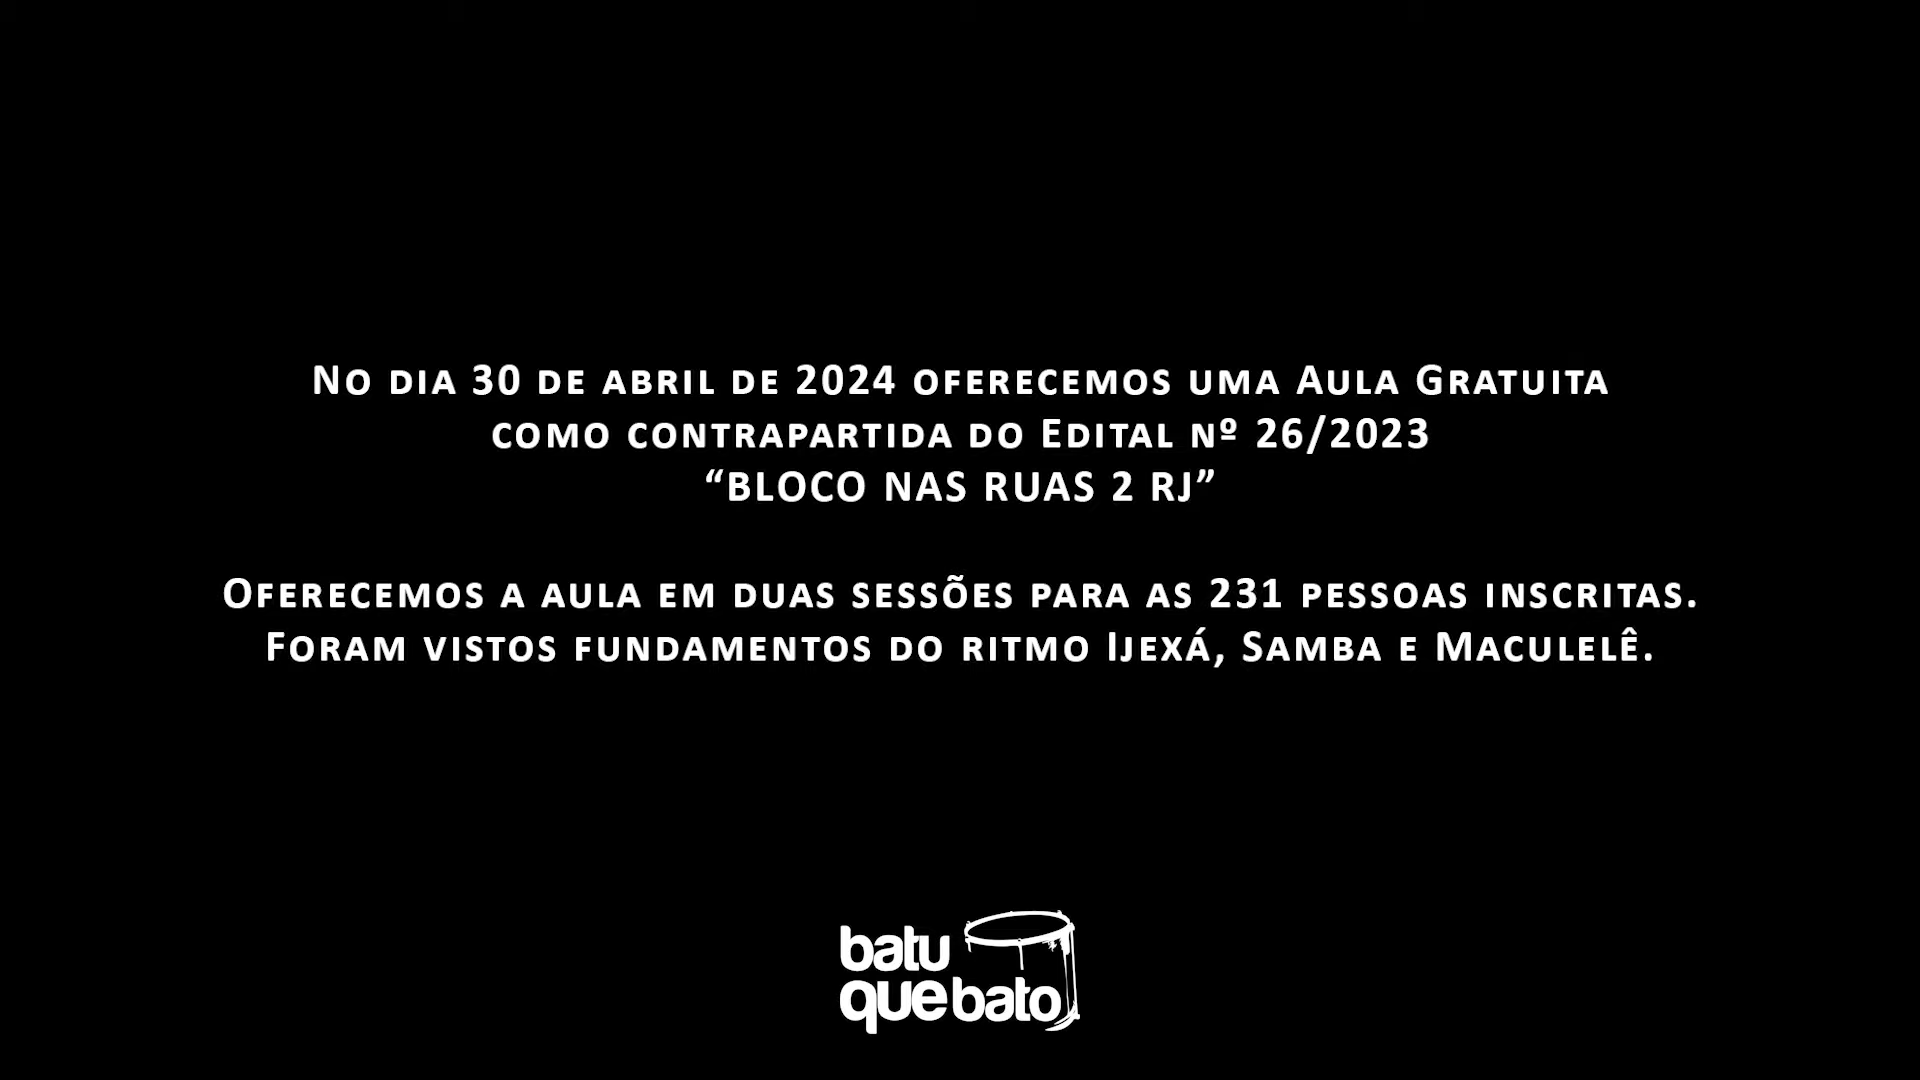 No dia 30 de abril de 2024 oferecemos uma Aula Gratuita
como contrapartida do Edital nº 26/2023
“BLOCO NAS RUAS 2 RJ”
Oferecemos a aula em duas sessões para as 231 pessoas inscritas.
Foram vistos fundamentos do ritmo Ijexá, Samba e Maculelê.
batu
quebato